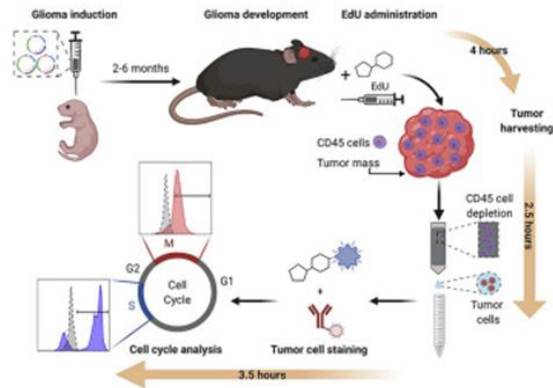 Glioma induction
Glioma development
EdU administration
2-6 months
+
EdU
4 hours
Tumor
harvesting
CD45 cells
Tumor mass
CD45 cell
depletion
2.5 hours
Tumor
cells
M
G2
G1
S
Cell
Cycle
+
Cell cycle analysis
Tumor cell staining
3.5 hours